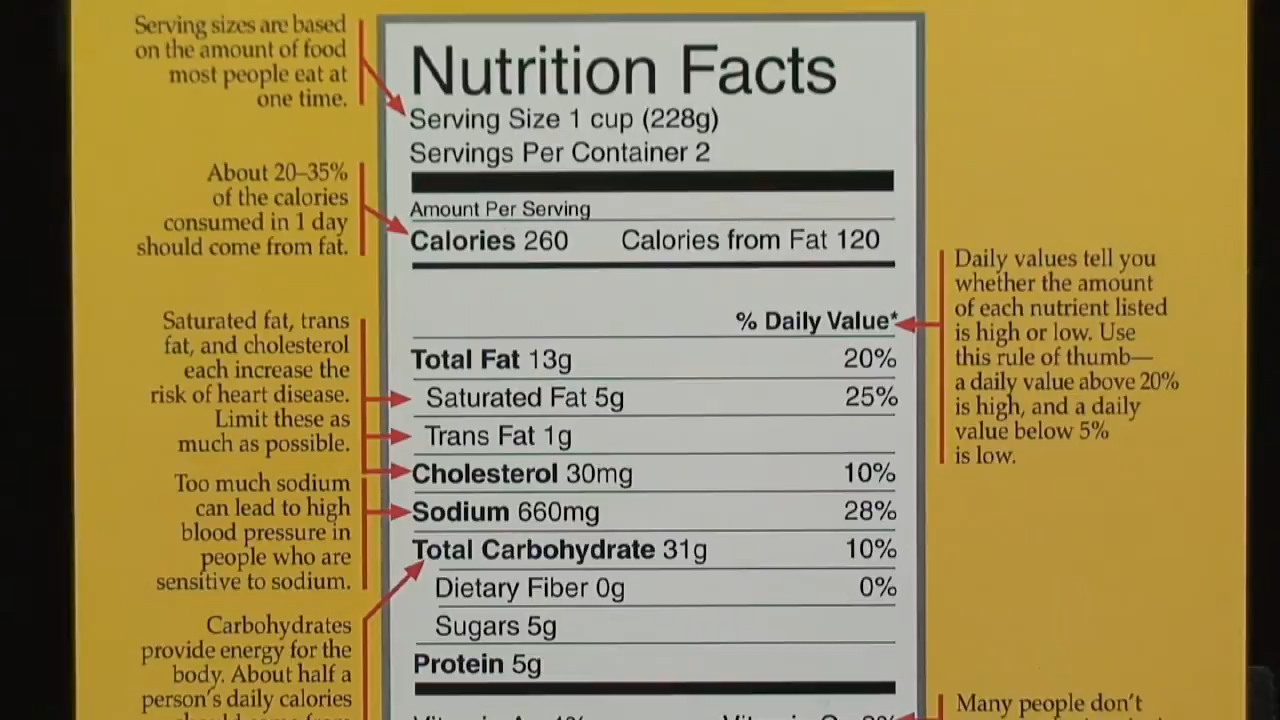 Serving sizes are based
on the amount of food
most people eat at
one time.
About 20–35%
of the calories
consumed in 1 day
should come from fat.
Saturated fat, trans
fat, and cholesterol
each increase the
risk of heart disease.
Limit these as
much as possible.
Too much sodium
can lead to high
blood pressure in
people who are
sensitive to sodium.
Carbohydrates
provide energy for the
body. About half a
person's daily calories
Nutrition Facts
Serving Size 1 cup (228g)
Servings Per Container 2
Amount Per Serving
Calories 260 Calories from Fat 120
% Daily Value*
Total Fat 13g 20%
Saturated Fat 5g 25%
Trans Fat 1g
Cholesterol 30mg 10%
Sodium 660mg 28%
Total Carbohydrate 31g 10%
Dietary Fiber 0g 0%
Sugars 5g
Protein 5g
Daily values tell you
whether the amount
of each nutrient listed
is high or low. Use
this rule of thumb—
a daily value above 20%
is high, and a daily
value below 5%
is low.
Many people don't